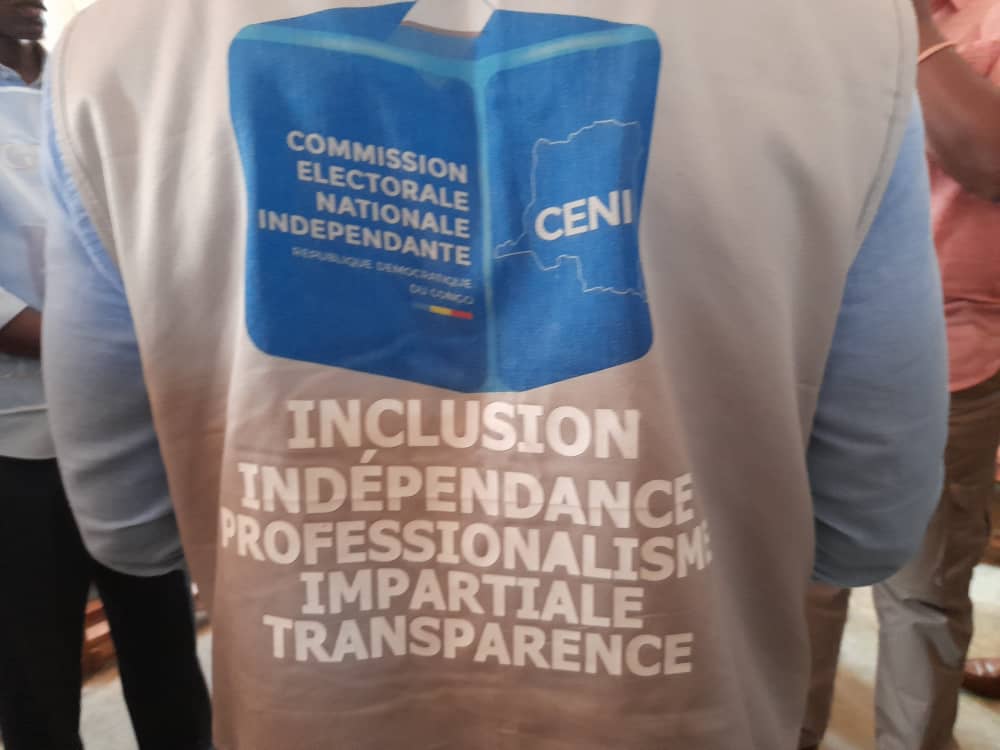 COMMISSION
ELECTORALE
NATIONALE
INDEPENDANTE
REPUBLIQUE DEMOCRATIQUE
DU CONGO
CENI
INCLUSION
INDÉPENDANCE
PROFESSIONALISME
IMPARTIALE
TRANSPARENCE